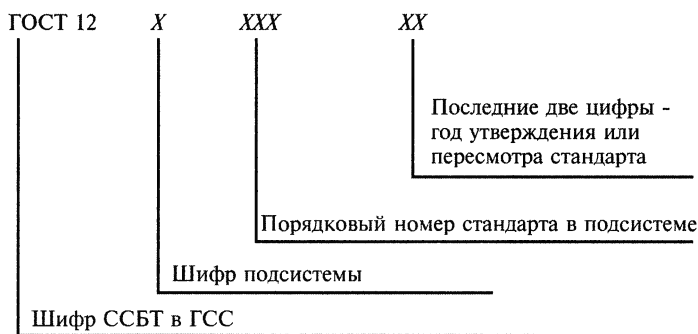 ГОСТ 12 X XXX XX
Последние две цифры -
год утверждения или
пересмотра стандарта
Порядковый номер стандарта в подсистеме
Шифр подсистемы
Шифр ССБТ в ГСС